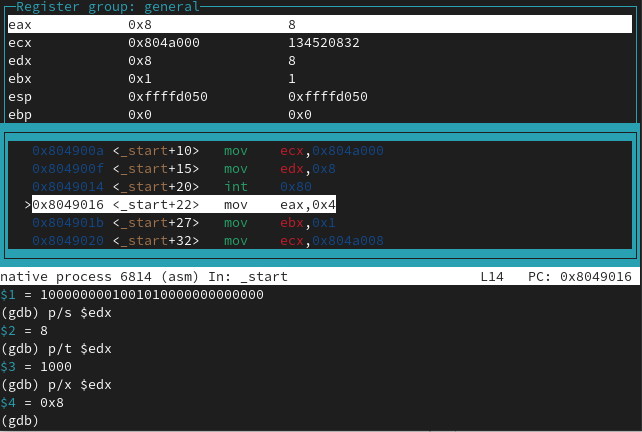 Register group: general
eax 0x8 8
ecx 0x804a000 134520832
edx 0x8 8
ebx 0x1 1
esp 0xffffd050 0xffffd050
ebp 0x0 0x0
0x804900a <_start+10> mov ecx,0x804a000
0x804900f <_start+15> mov edx,0x8
0x8049014 <_start+20> int 0x80
>0x8049016 <_start+22> mov eax,0x4
0x804901b <_start+27> mov ebx,0x1
0x8049020 <_start+32> mov ecx,0x804a008
native process 6814 (asm) In: _start L14 PC: 0x8049016
$1 = 1000000001001010000000000000
(gdb) p/s $edx
$2 = 8
(gdb) p/t $edx
$3 = 1000
(gdb) p/x $edx
$4 = 0x8
(gdb)